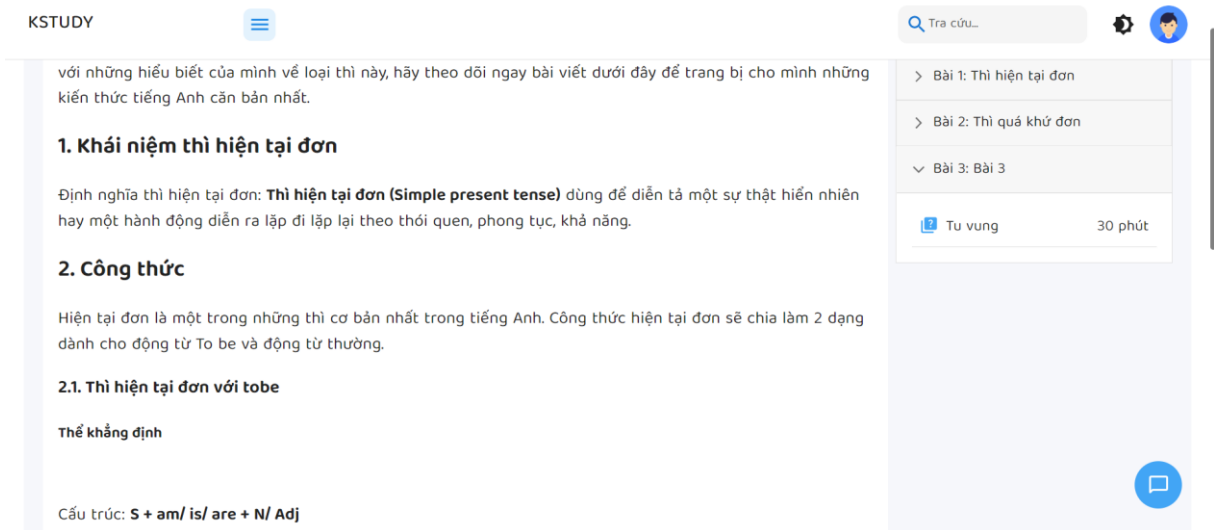 KSTUDY
Tra cứu...
với những hiểu biết của mình về loại thì này, hãy theo dõi ngay bài viết dưới đây để trang bị cho mình những
kiến thức tiếng Anh căn bản nhất.
1. Khái niệm thì hiện tại đơn
Định nghĩa thì hiện tại đơn: Thì hiện tại đơn (Simple present tense) dùng để diễn tả một sự thật hiển nhiên
hay một hành động diễn ra lặp đi lặp lại theo thói quen, phong tục, khả năng.
2. Công thức
Hiện tại đơn là một trong những thì cơ bản nhất trong tiếng Anh. Công thức hiện tại đơn sẽ chia làm 2 dạng
dành cho động từ To be và động từ thường.
2.1. Thì hiện tại đơn với tobe
Thể khẳng định
Cấu trúc: S + am/ is/ are + N/ Adj
Bài 1: Thì hiện tại đơn
Bài 2: Thì quá khứ đơn
Bài 3: Bài 3
Tu vung 30 phút